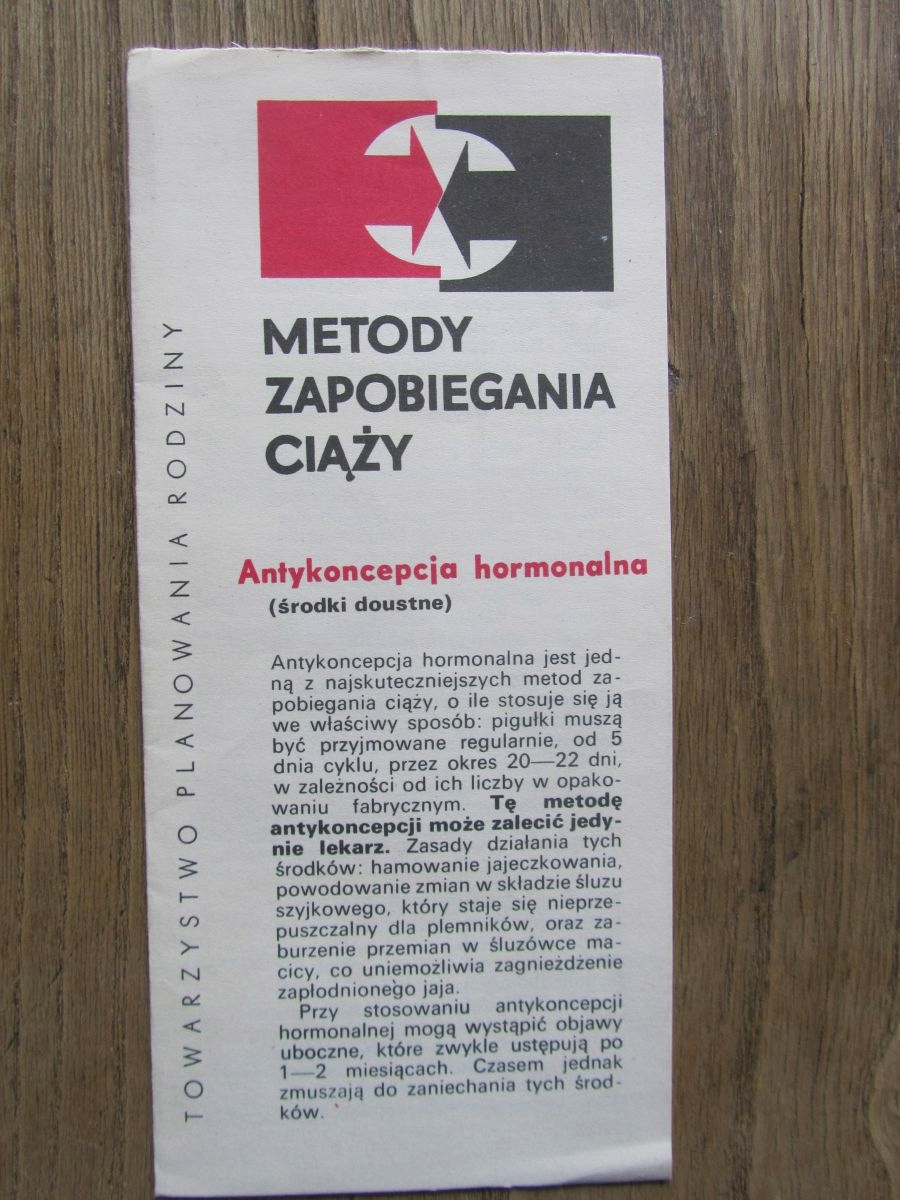 METODY
ZAPOBIEGANIA
CIĄŻY
TOWARZYSTWO PLANOWANIA RODZINY
Antykoncepcja hormonalna
(środki doustne)
Antykoncepcja hormonalna jest jed-
ną z najskuteczniejszych metod za-
pobiegania ciąży, o ile stosuje się ją
we właściwy sposób: pigułki muszą
być przyjmowane regularnie, od 5
dnia cyklu, przez okres 20—22 dni,
w zależności od ich liczby w opako-
waniu fabrycznym. Tę metodę
antykoncepcji może zalecić jedy-
nie lekarz. Zasady działania tych
środków: hamowanie jajeczkowania,
powodowanie zmian w składzie śluzu
szyjkowego, który staje się nieprze-
puszczalny dla plemników, oraz za-
burzenie przemian w śluzówce ma-
cicy, co uniemożliwia zagnieżdżenie
zapłodnionego jaja.
Przy stosowaniu antykoncepcji
hormonalnej mogą wystąpić objawy
uboczne, które zwykle ustępują po
1—2 miesiącach. Czasem jednak
zmuszają do zaniechania tych środ-
ków.